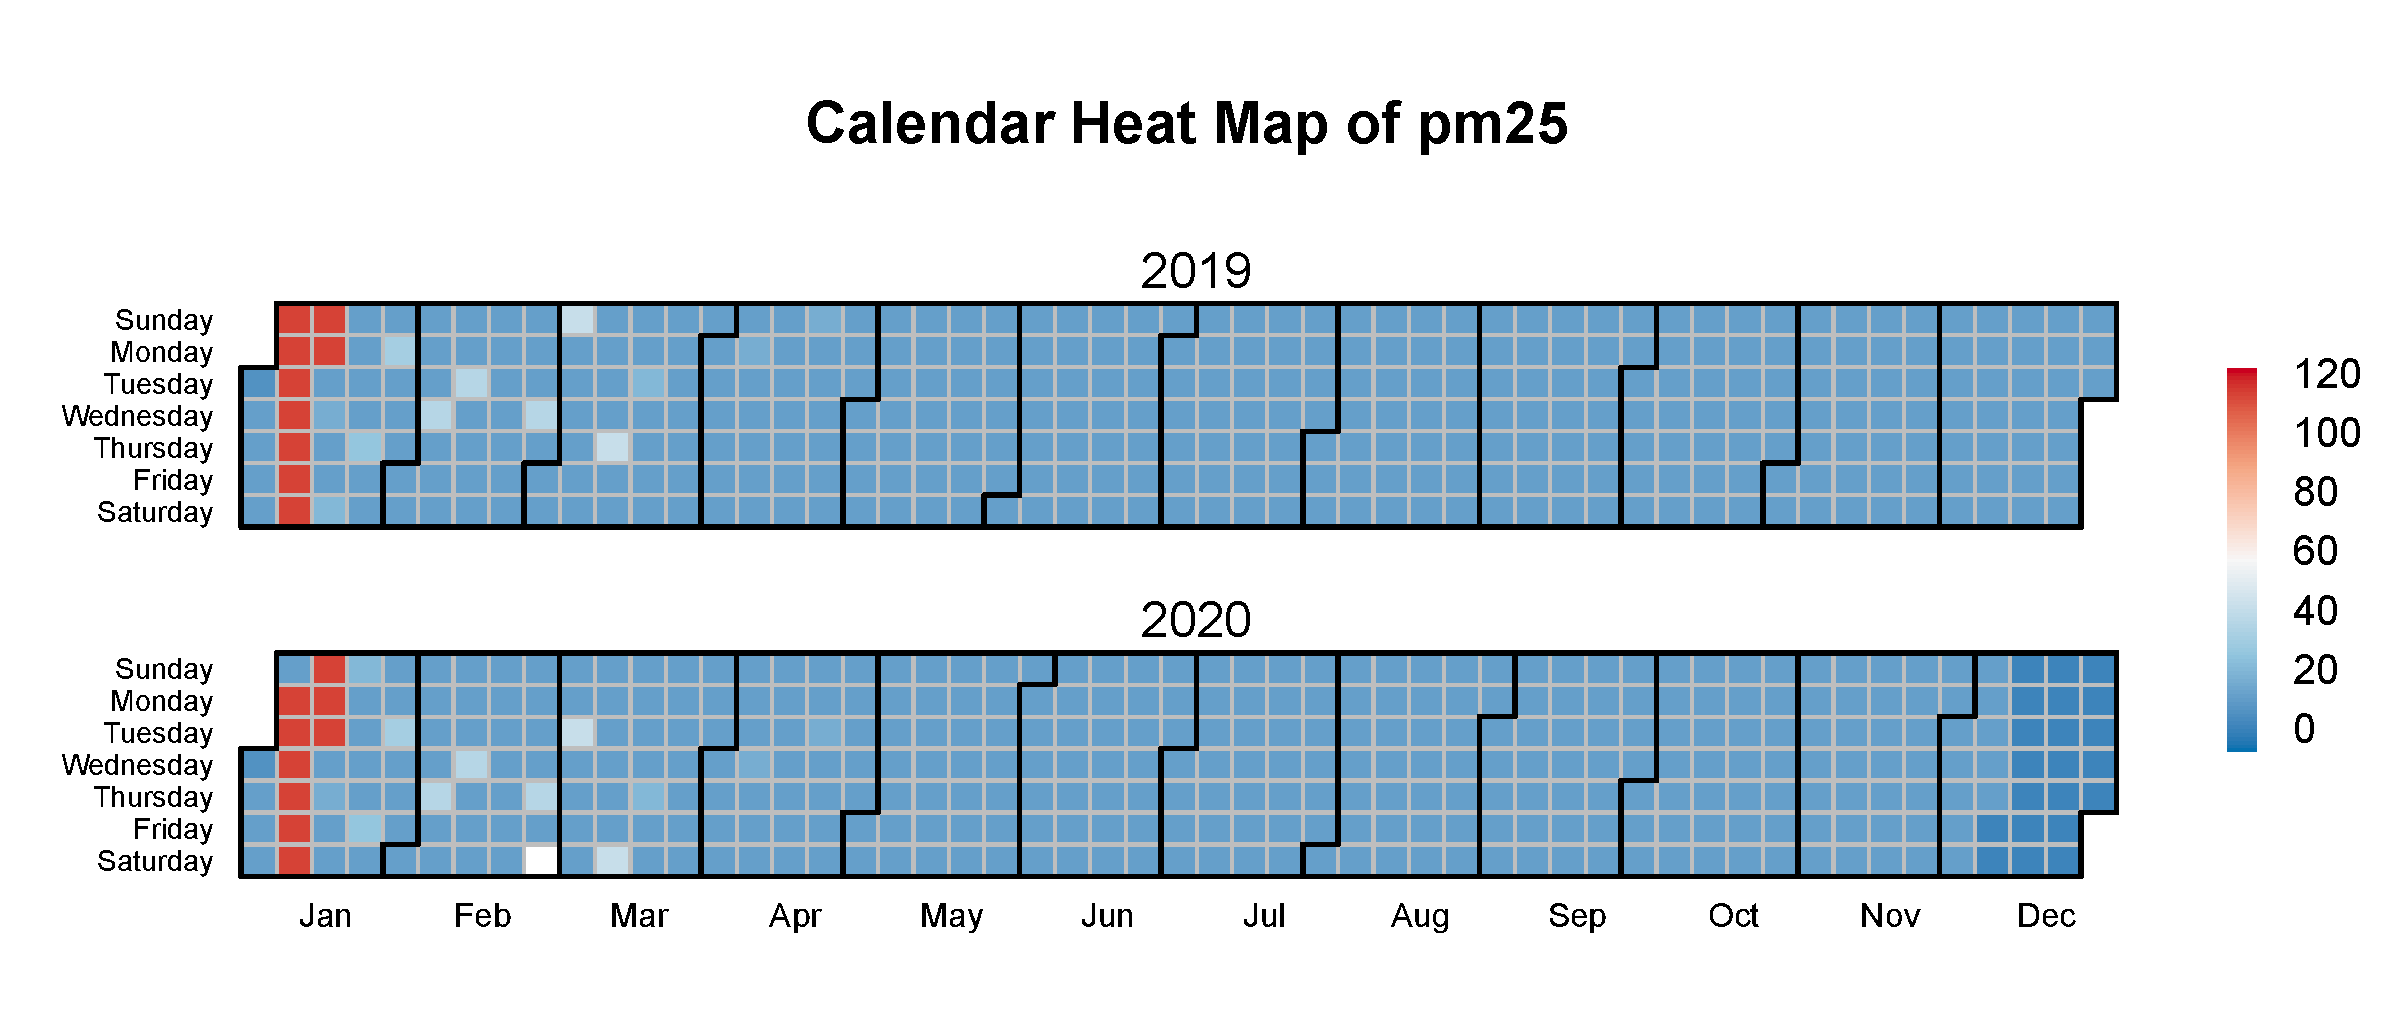 Calendar Heat Map of pm25
2019
Sunday
Monday
Tuesday
Wednesday
Thursday
Friday
Saturday
120
100
80
60
40
20
0
2020
Sunday
Monday
Tuesday
Wednesday
Thursday
Friday
Saturday
Jan Feb Mar Apr May Jun Jul Aug Sep Oct Nov Dec